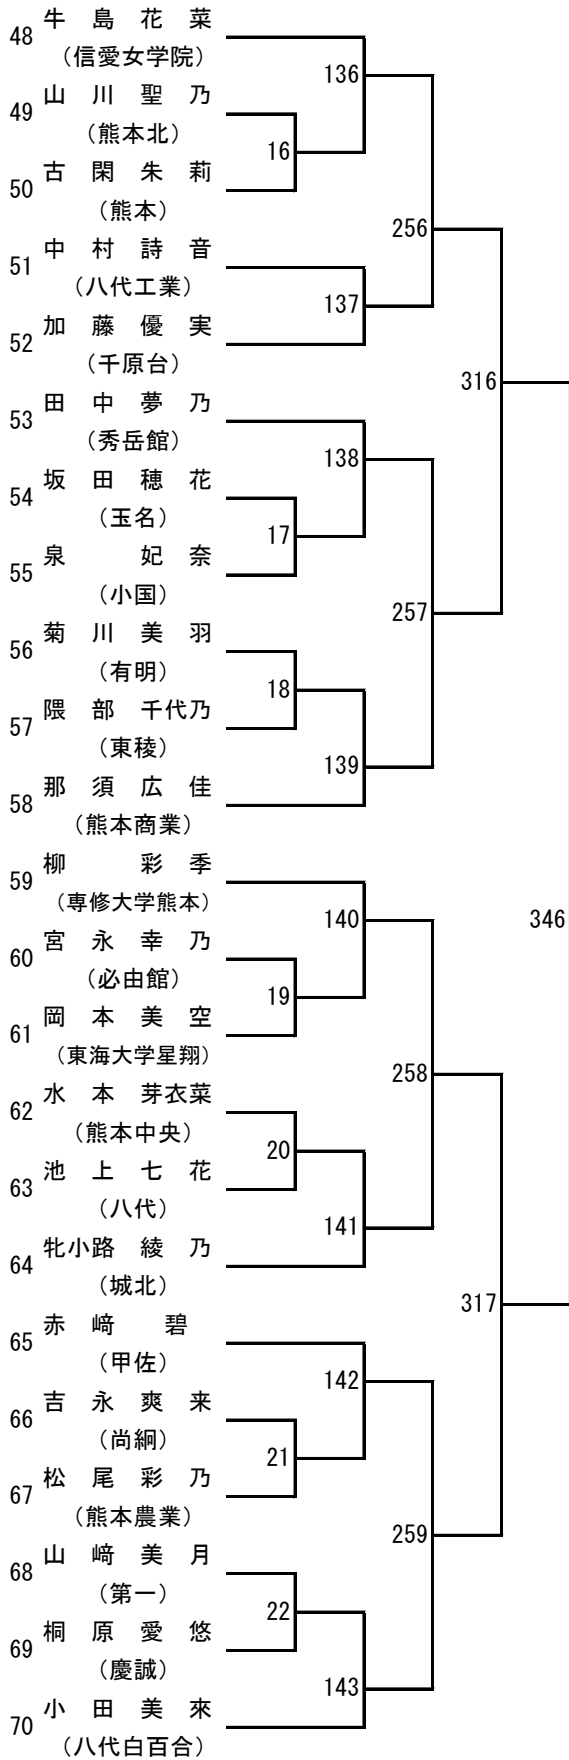 48 牛島花菜
（信愛女学院）
136
49 山川聖乃
（熊本北）
16
50 古閑朱莉
（熊本）
256
51 中村詩音
（八代工業）
137
52 加藤優実
（千原台）
316
53 田中夢乃
（秀岳館）
138
54 坂田穂花
（玉名）
17
55 泉　妃奈
（小国）
257
56 菊川美羽
（有明）
18
57 隈部千代乃
（東稜）
139
58 那須広佳
（熊本商業）
59 柳　彩季
（専修大学熊本）
140
346
60 宮永幸乃
（必由館）
19
61 岡本美空
（東海大学星翔）
258
62 水本芽衣菜
（熊本中央）
20
63 池上七花
（八代）
141
64 牝小路綾乃
（城北）
317
65 赤﨑　碧
（甲佐）
142
66 吉永爽来
（尚絅）
21
67 松尾彩乃
（熊本農業）
259
68 山﨑美月
（第一）
22
69 桐原愛悠
（慶誠）
143
70 小田美來
（八代白百合）